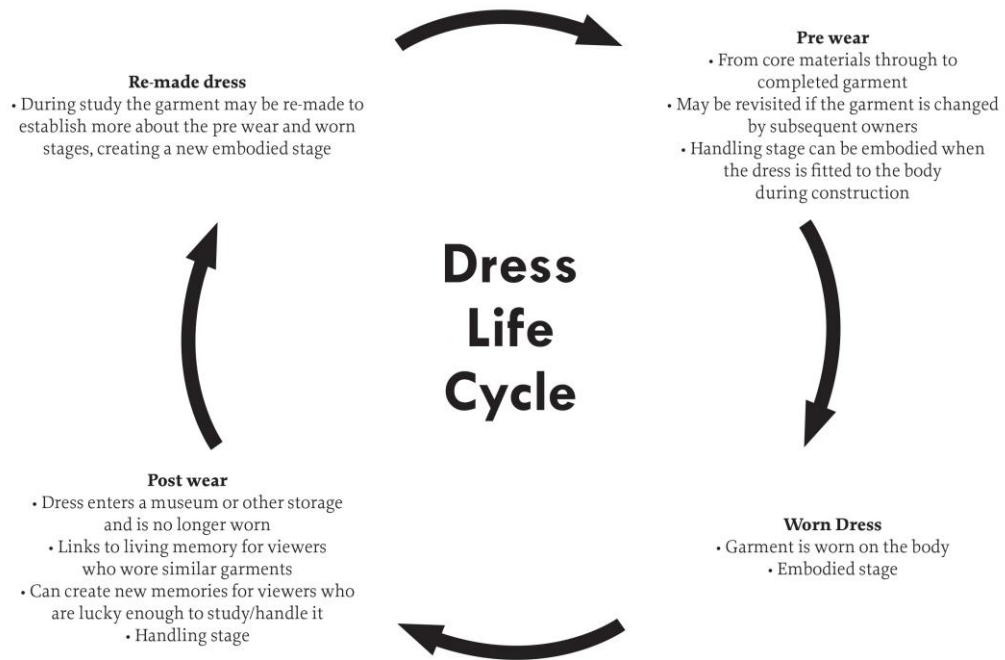 Re-made dress
• During study the garment may be re-made to
establish more about the pre wear and worn
stages, creating a new embodied stage
Pre wear
• From core materials through to
completed garment
• May be revisited if the garment is changed
by subsequent owners
• Handling stage can be embodied when
the dress is fitted to the body
during construction
Dress
Life
Cycle
Post wear
• Dress enters a museum or other storage
and is no longer worn
• Links to living memory for viewers
who wore similar garments
• Can create new memories for viewers who
are lucky enough to study/handle it
• Handling stage
Worn Dress
• Garment is worn on the body
• Embodied stage